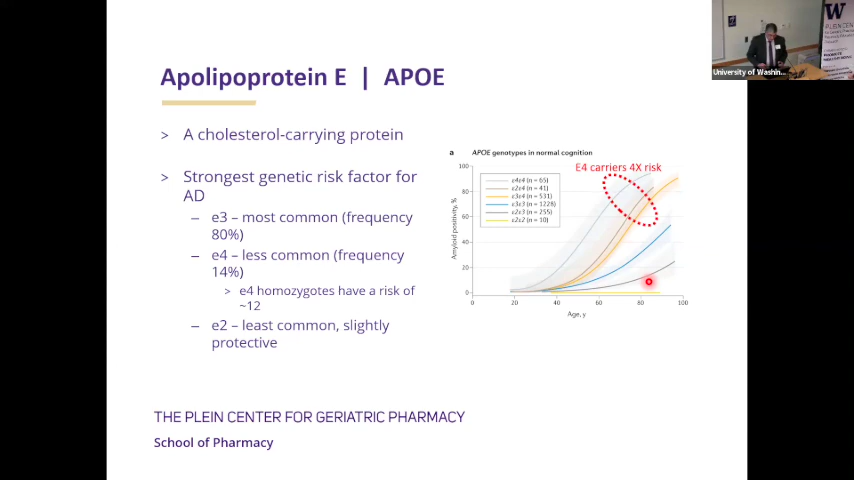 Apolipoprotein E | APOE
> A cholesterol-carrying protein
> Strongest genetic risk factor for
AD
– e3 – most common (frequency
80%)
– e4 – less common (frequency
14%)
> e4 homozygotes have a risk of
~12
– e2 – least common, slightly
protective
a APOE genotypes in normal cognition
E4 carriers 4X risk
ε4ε4 (n = 65)
ε2ε4 (n = 41)
ε3ε4 (n = 531)
ε3ε3 (n = 1228)
ε2ε3 (n = 255)
ε2ε2 (n = 10)
Amyloid positivity, %
100
80
60
40
20
0
0 20 40 60 80 100
Age, y
THE PLEIN CENTER FOR GERIATRIC PHARMACY
School of Pharmacy
W
University of Washin...